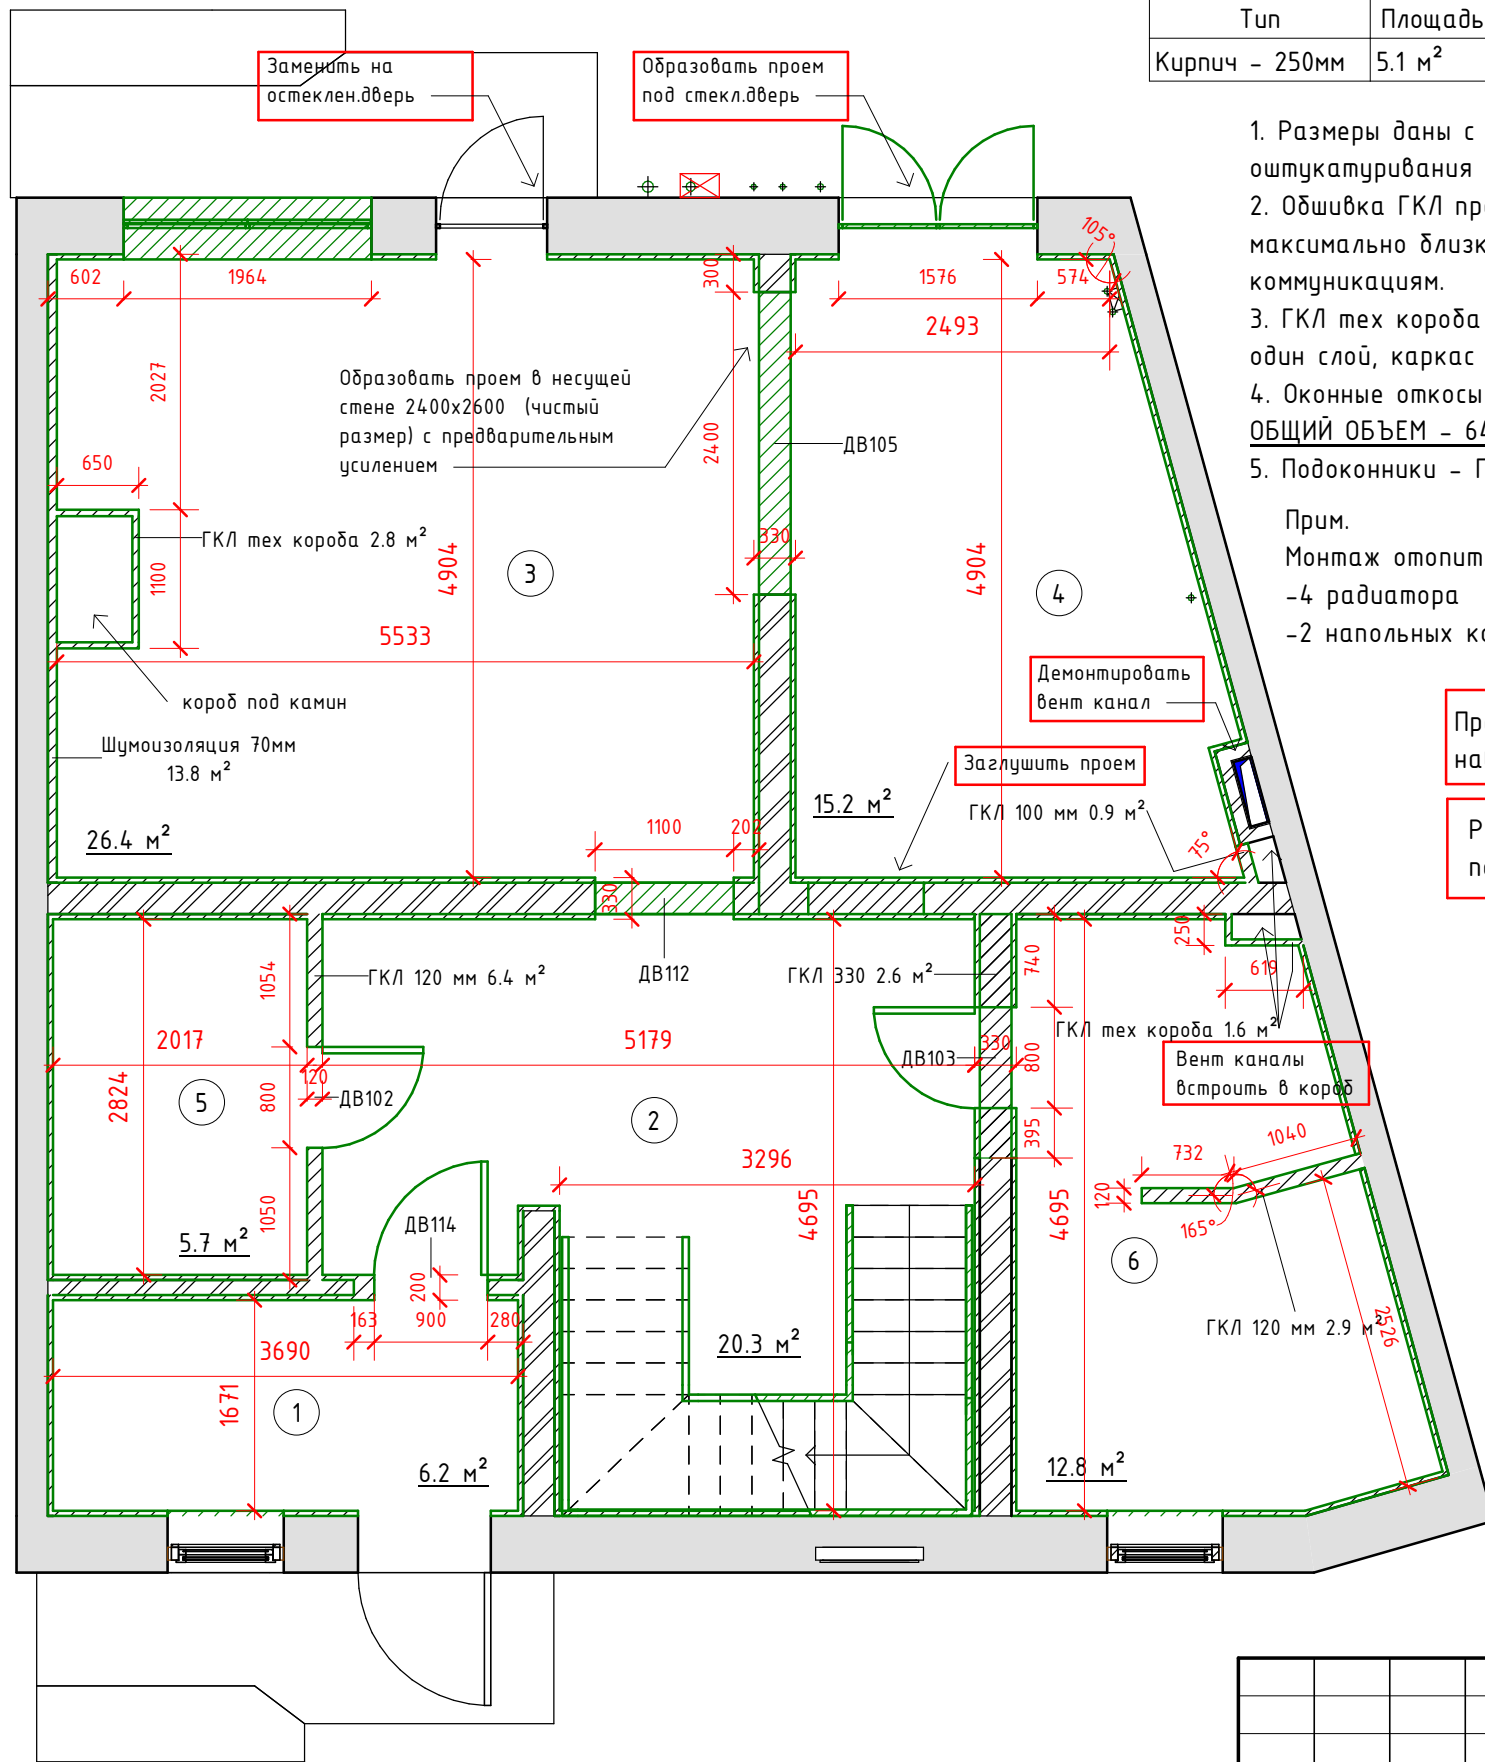 Тип Площадь
Кирпич - 250мм 5.1 м²
Заменить на
остеклен.дверь
Образовать проем
под стекл.дверь
1. Размеры даны с
оштукатуривания
2. Обшивка ГКЛ
максимально
коммуникациям.
3. ГКЛ тех короба
один слой, каркас
4. Оконные откосы
ОБЩИЙ ОБЪЕМ -
5. Подоконники -
Прим.
Монтаж
-4 радиатора
-2 напольных
105°
602
1964
300
1576
574
2493
2027
Образовать проем в несущей
стене 2400х2600 (чистый
размер) с предварительным
усилением
2400
ДВ105
650
ГКЛ тех короба 2.8 м²
1100
4904
3
330
4904
4
5533
короб под камин
Шумоизоляция 70мм
13.8 м²
Демонтировать
вент канал
Заглушить проем
15.2 м²
ГКЛ 100 мм 0.9 м²
26.4 м²
1100
202
75°
330
250
1054
ГКЛ 120 мм 6.4 м²
ДВ112
ГКЛ 330 2.6 м²
740
619
2017
5179
ГКЛ тех короба 1.6 м²
330
800
ДВ103
Вент каналы
встроить в короб
120
ДВ102
800
2824
5
2
395
1040
732
3296
4695
4695
120
165°
1050
ДВ114
5.7 м²
200
6
163
900
280
ГКЛ 120 мм 2.9 м²
2526
3690
20.3 м²
1671
1
6.2 м²
12.8 м²